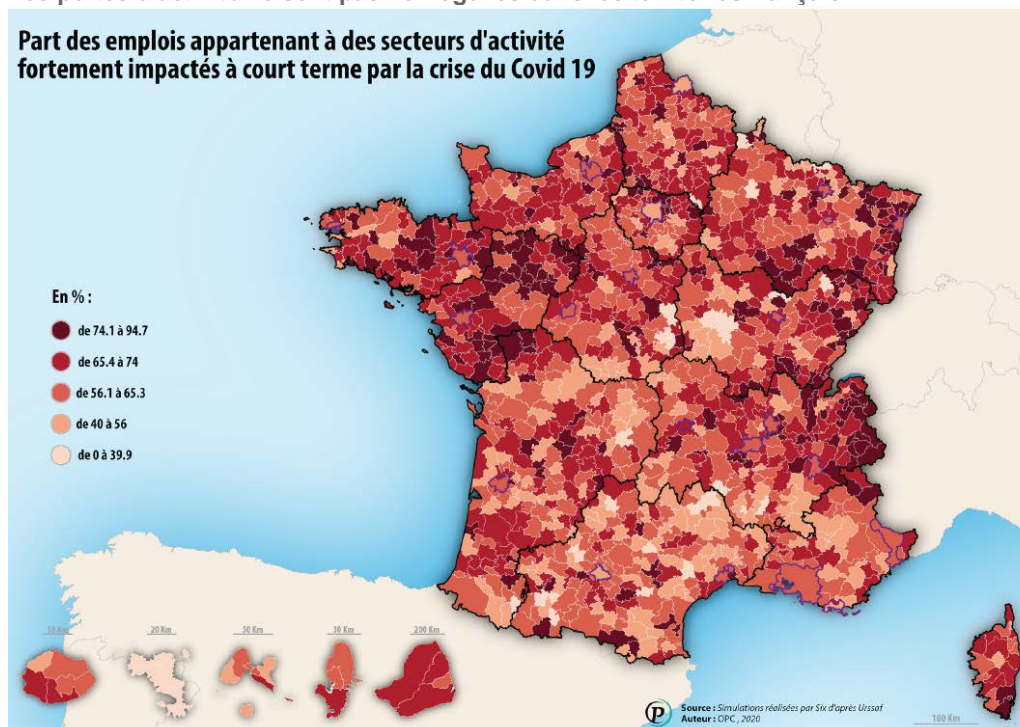 Part des emplois appartenant à des secteurs d'activité
fortement impactés à court terme par la crise du Covid 19
En % :
de 74.1 à 94.7
de 65.4 à 74
de 56.1 à 65.3
de 40 à 56
de 0 à 39.9
50 Km
20 Km
50 Km
30 Km
200 Km
P
Source : Simulations réalisées par Six d'après Urssaf
Auteur : OPC, 2020
100 Km